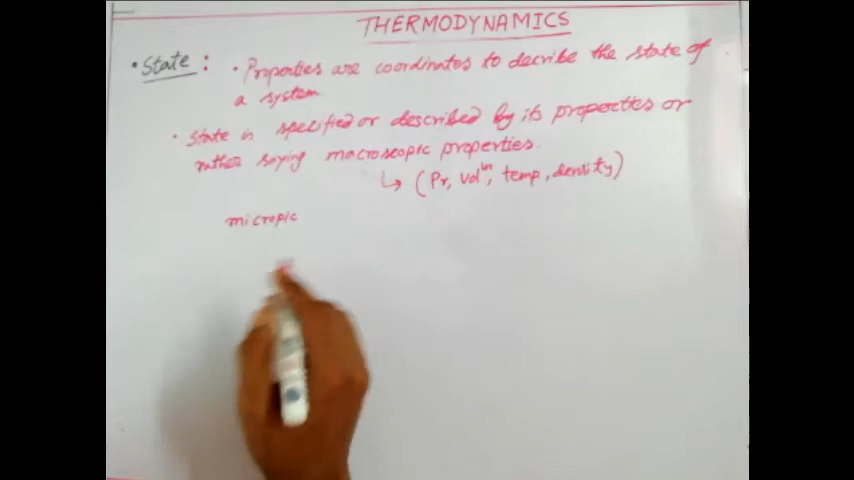 THERMODYNAMICS
• State : • Properties are coordinates to decribe the state of
a system
• State is specified or described by its properties or
rather saying macroscopic properties.
↳ (Pr, Volᵐ, temp, density)
micropic